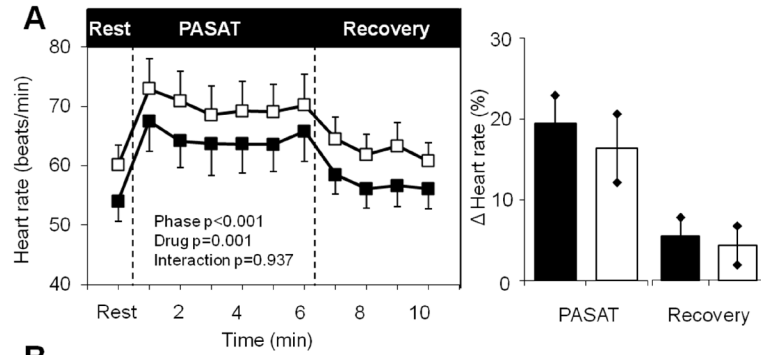 A
Rest PASAT Recovery
80
70
60
50
40
Heart rate (beats/min)
Phase p<0.001
Drug p=0.001
Interaction p=0.937
Rest 2 4 6 8 10
Time (min)
30
20
10
0
Δ Heart rate (%)
PASAT Recovery